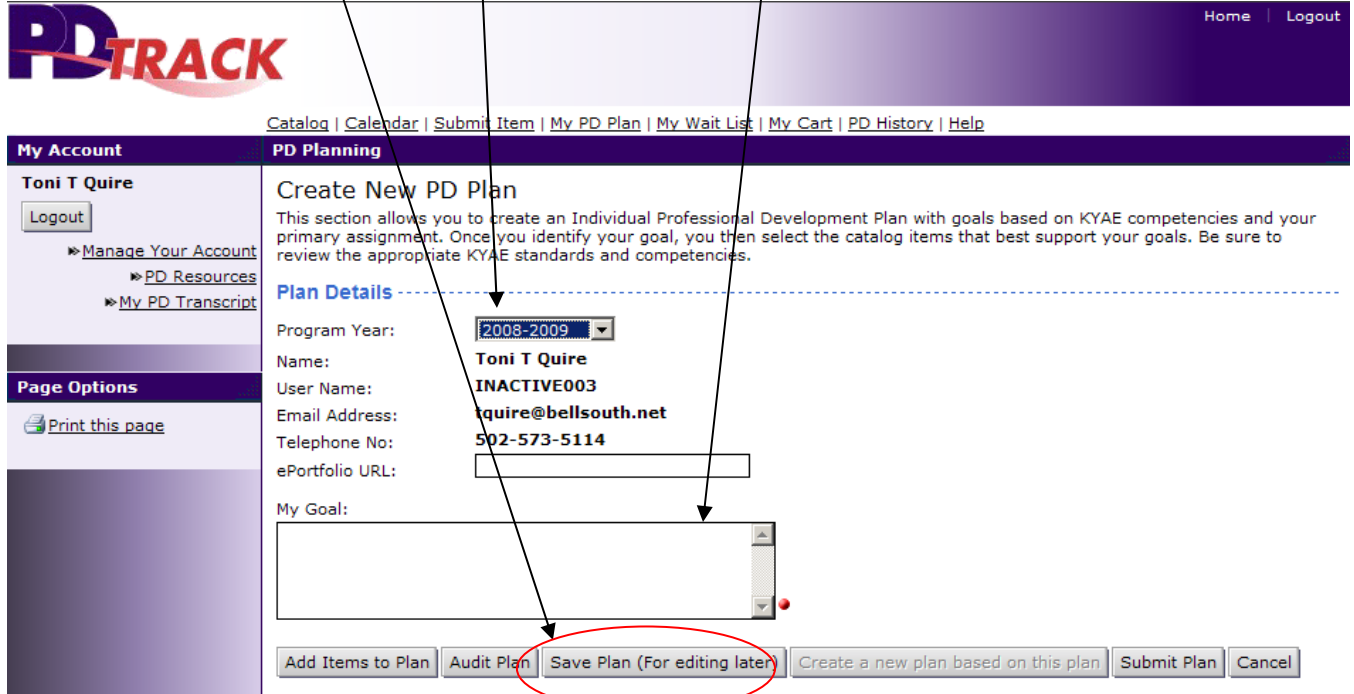 Home | Logout
PDTRACK
Catalog | Calendar | Submit Item | My PD Plan | My Wait List | My Cart | PD History | Help
My Account
PD Planning
Toni T Quire
Logout
Manage Your Account
PD Resources
My PD Transcript
Page Options
Print this page
Create New PD Plan
This section allows you to create an Individual Professional Development Plan with goals based on KYAE competencies and your
primary assignment. Once you identify your goal, you then select the catalog items that best support your goals. Be sure to
review the appropriate KYAE standards and competencies.
Plan Details
Program Year: 2008-2009
Name: Toni T Quire
User Name: INACTIVE003
Email Address: tquire@bellsouth.net
Telephone No: 502-573-5114
ePortfolio URL:
My Goal:
Add Items to Plan Audit Plan Save Plan (For editing later) Create a new plan based on this plan Submit Plan Cancel